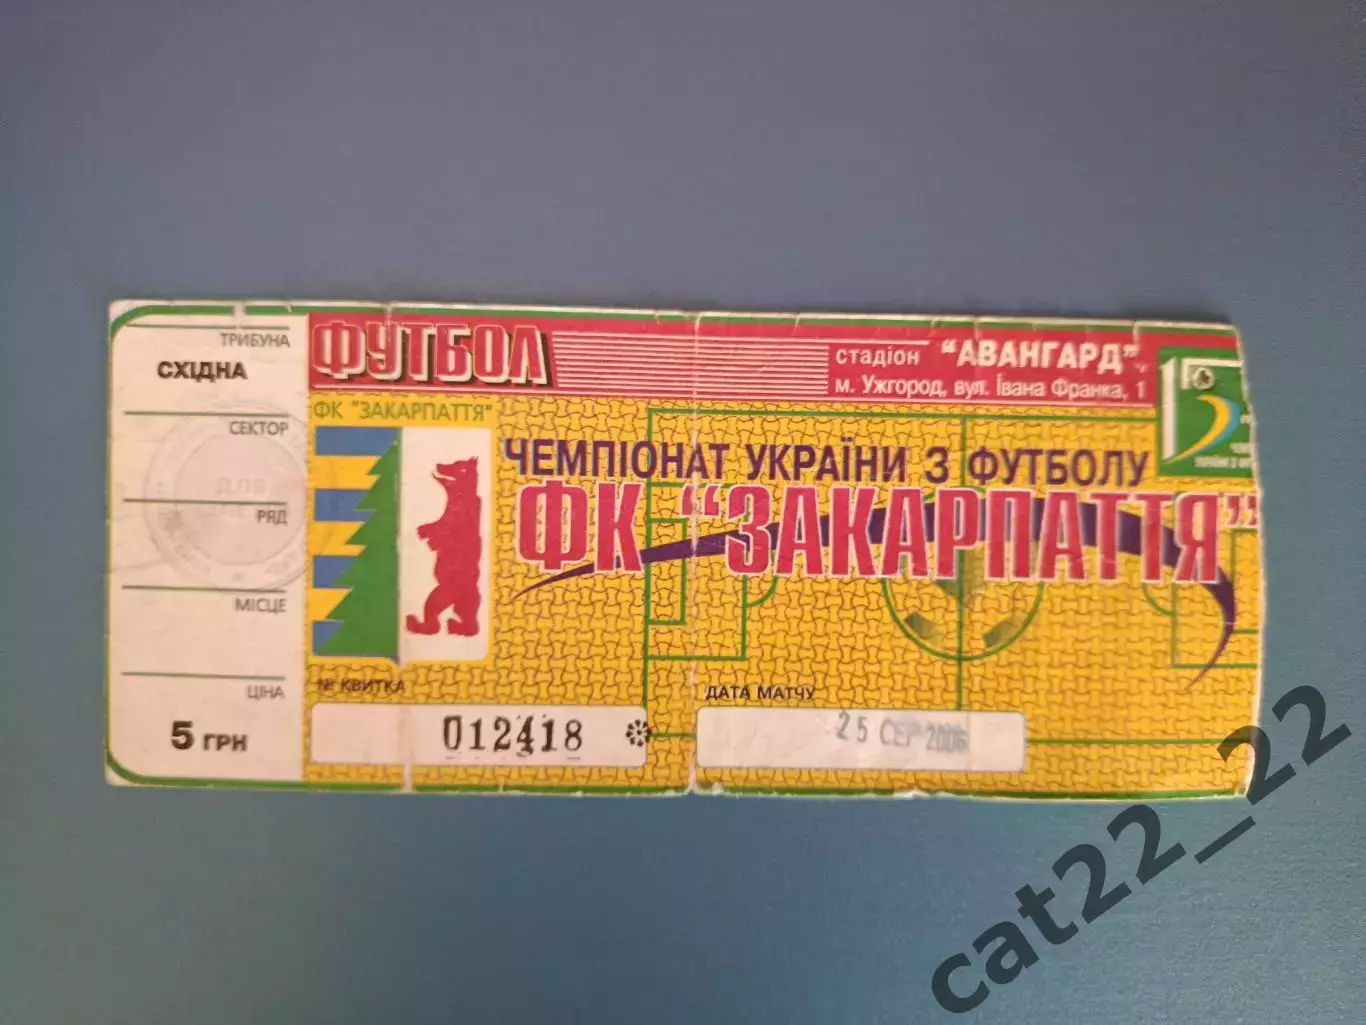 ТРИБУНА
СХІДНА
СЕКТОР
ДЛЯ
РЯД
МІСЦЕ
ЦІНА
5 ГРН
ФУТБОЛ
стадіон "АВАНГАРД"
м. Ужгород, вул. Івана Франка, 1
ФК "ЗАКАРПАТТЯ"
ЧЕМПІОНАТ УКРАЇНИ З ФУТБОЛУ
ФК "ЗАКАРПАТТЯ"
№ КВИТКА
012418
ДАТА МАТЧУ
25 СЕР 2006
cat22_22